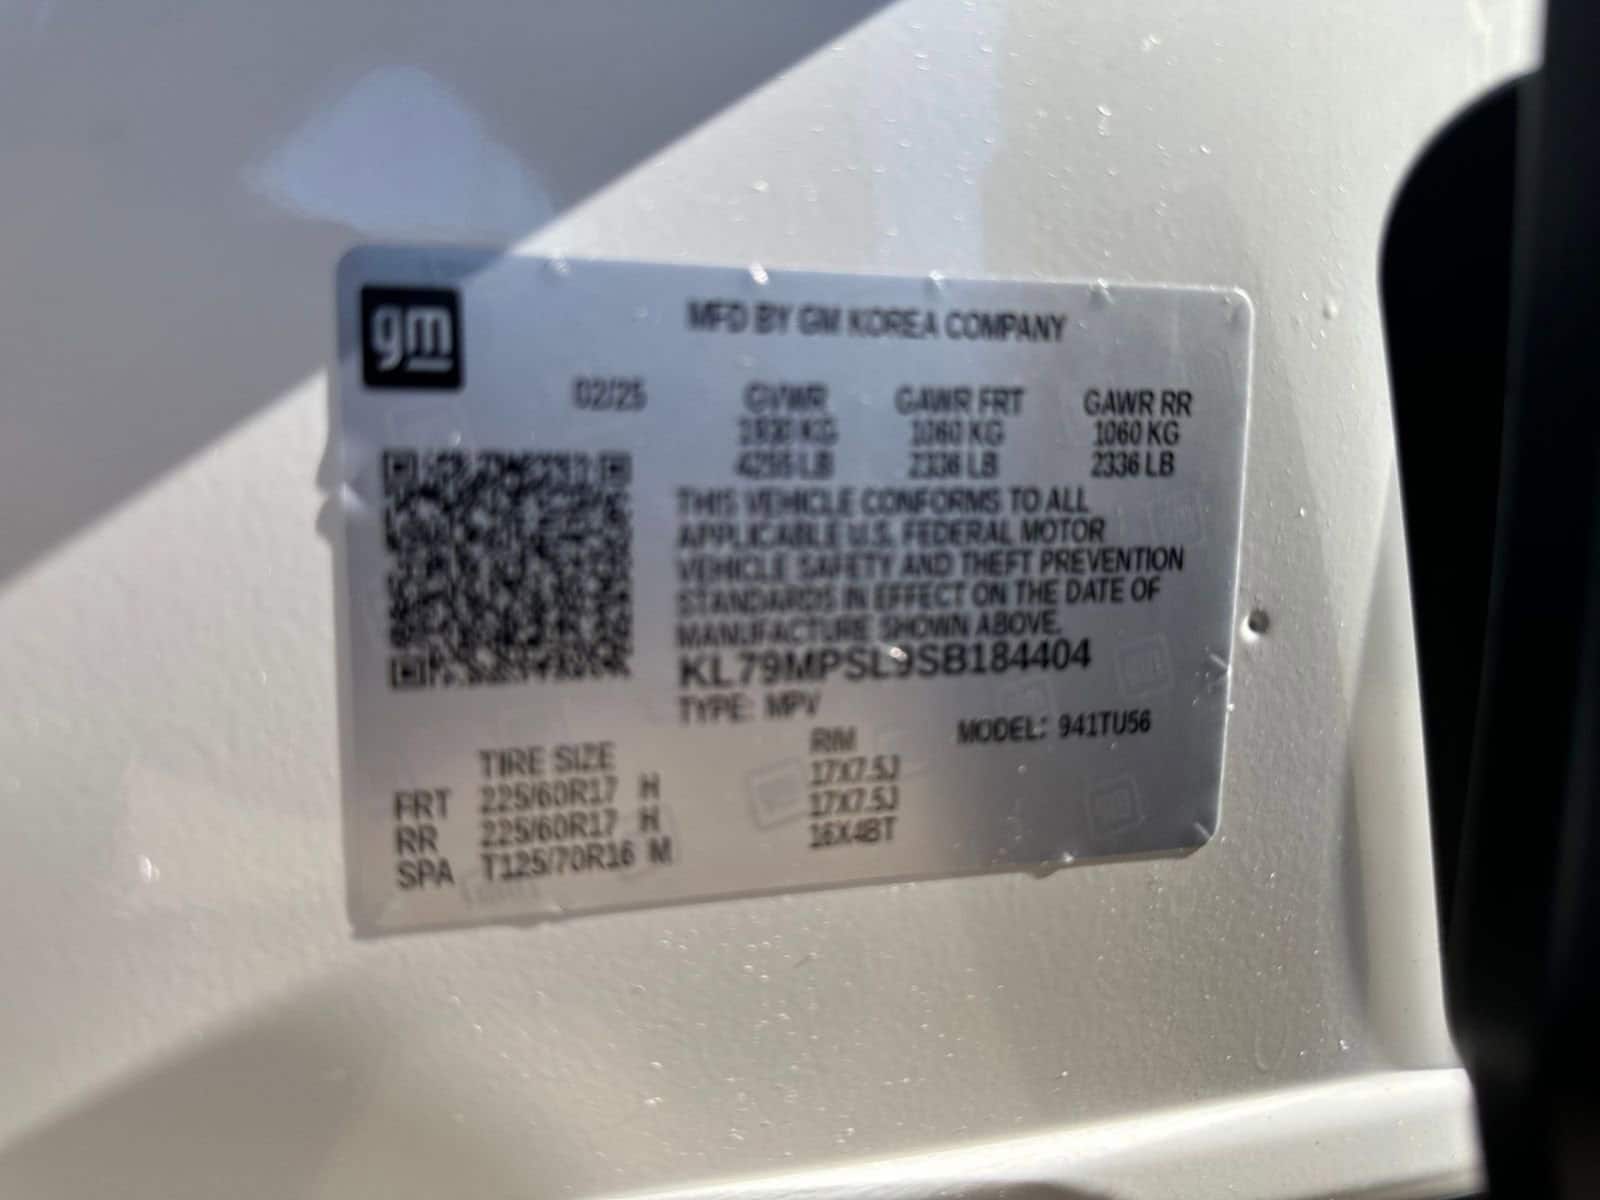 gm
MFD BY GM KOREA COMPANY
02/25 GVWR GAWR FRT GAWR RR
1930 KG 1060 KG 1060 KG
4255 LB 2336 LB 2336 LB
THIS VEHICLE CONFORMS TO ALL
APPLICABLE U.S. FEDERAL MOTOR
VEHICLE SAFETY AND THEFT PREVENTION
STANDARDS IN EFFECT ON THE DATE OF
MANUFACTURE SHOWN ABOVE.
KL79MPSL9SB184404
TYPE: MPV MODEL: 941TU56
TIRE SIZE RIM
FRT 225/60R17 H 17X7.5J
RR 225/60R17 H 17X7.5J
SPA T125/70R16 M 16X4BT